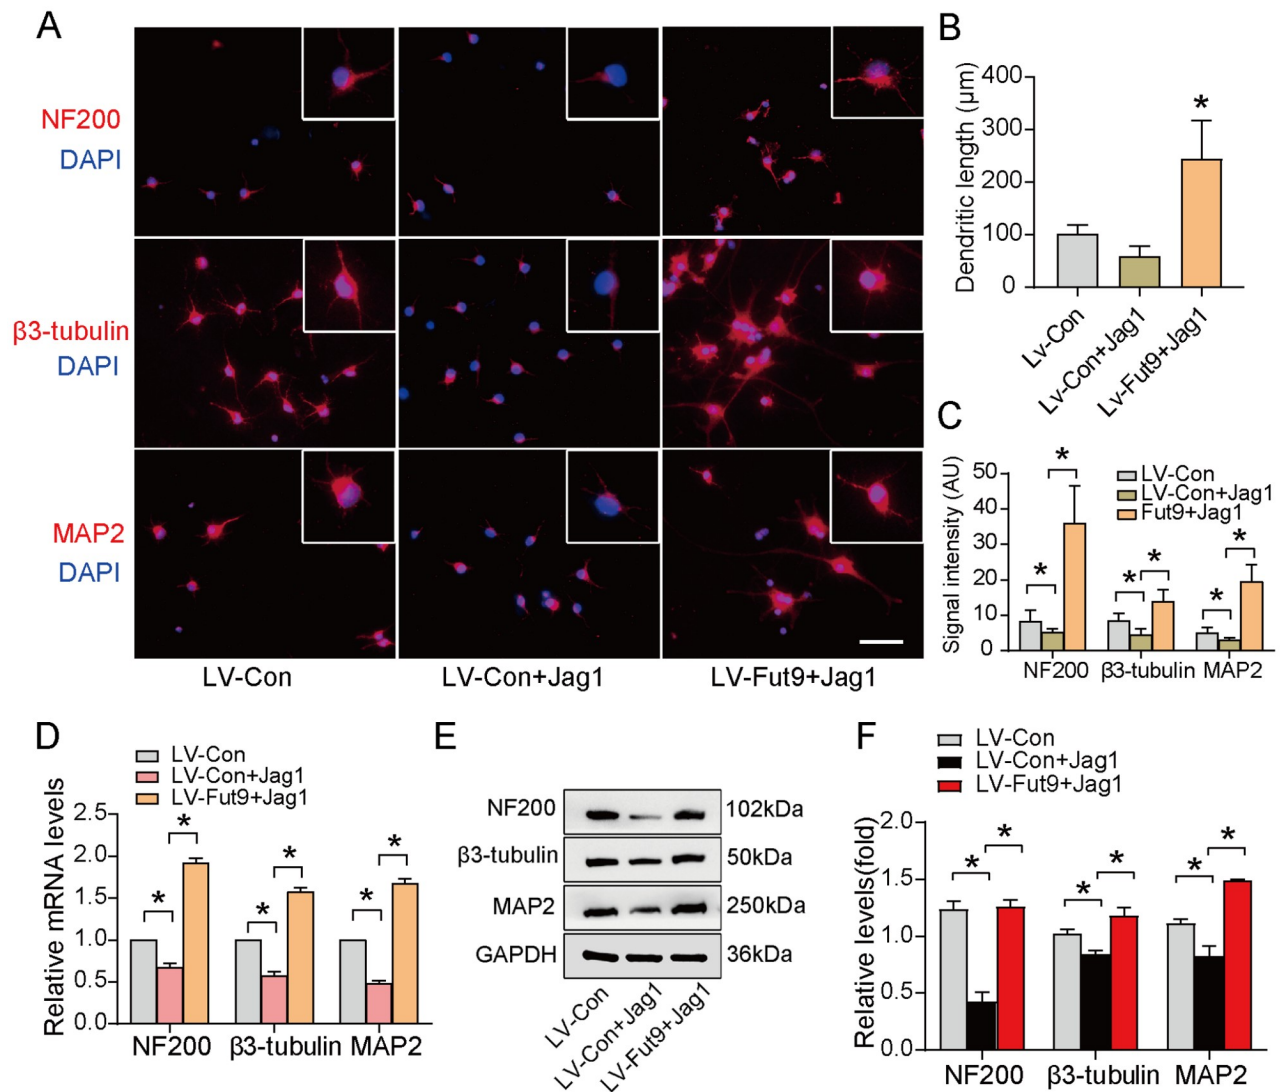 A
NF200
DAPI
β3-tubulin
DAPI
MAP2
DAPI
LV-Con
LV-Con+Jag1
LV-Fut9+Jag1
B
Dendritic length (μm)
400
300
200
100
0
*
Lv-Con
Lv-Con+Jag1
Lv-Fut9+Jag1
C
Signal intensity (AU)
50
40
30
20
10
0
LV-Con
LV-Con+Jag1
Fut9+Jag1
* * * * * *
NF200 β3-tubulin MAP2
D
LV-Con
LV-Con+Jag1
LV-Fut9+Jag1
Relative mRNA levels
2.5
2.0
1.5
1.0
0.5
0.0
* * * * * *
NF200 β3-tubulin MAP2
E
NF200 102kDa
β3-tubulin 50kDa
MAP2 250kDa
GAPDH 36kDa
LV-Con
LV-Con+Jag1
LV-Fut9+Jag1
F
LV-Con
LV-Con+Jag1
LV-Fut9+Jag1
Relative levels(fold)
2.0
1.5
1.0
0.5
0.0
* * * * * *
NF200 β3-tubulin MAP2